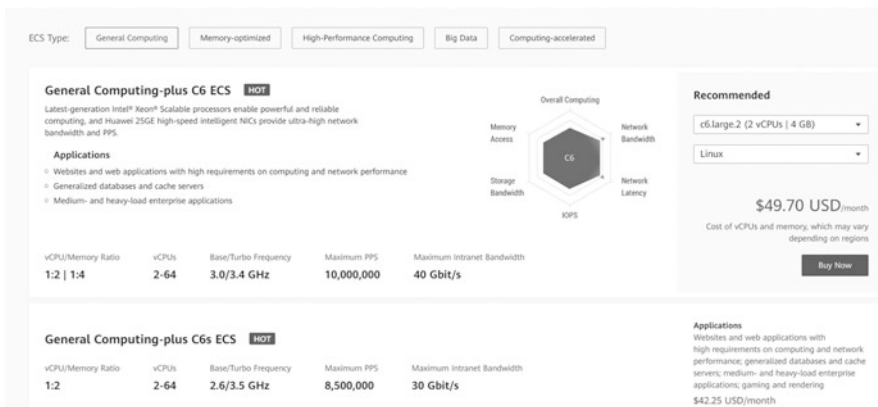 ECS Type: General Computing Memory-optimized High-Performance Computing Big Data Computing-accelerated
General Computing-plus C6 ECS HOT
Latest-generation Intel® Xeon® Scalable processors enable powerful and reliable
computing, and Huawei 25GE high-speed intelligent NICs provide ultra-high network
bandwidth and PPS.
Applications
Websites and web applications with high requirements on computing and network performance
Generalized databases and cache servers
Medium- and heavy-load enterprise applications
Overall Computing
Memory
Access
Network
Bandwidth
C6
Storage
Bandwidth
Network
Latency
IOPS
vCPU/Memory Ratio vCPUs Base/Turbo Frequency Maximum PPS Maximum Intranet Bandwidth
1:2 | 1:4 2-64 3.0/3.4 GHz 10,000,000 40 Gbit/s
Recommended
c6.large.2 (2 vCPUs | 4 GB)
Linux
$49.70 USD/month
Cost of vCPUs and memory, which may vary
depending on regions
Buy Now
General Computing-plus C6s ECS HOT
vCPU/Memory Ratio vCPUs Base/Turbo Frequency Maximum PPS Maximum Intranet Bandwidth
1:2 2-64 2.6/3.5 GHz 8,500,000 30 Gbit/s
Applications
Websites and web applications with
high requirements on computing and network
performance; generalized databases and cache
servers; medium- and heavy-load enterprise
applications; gaming and rendering
$42.25 USD/month